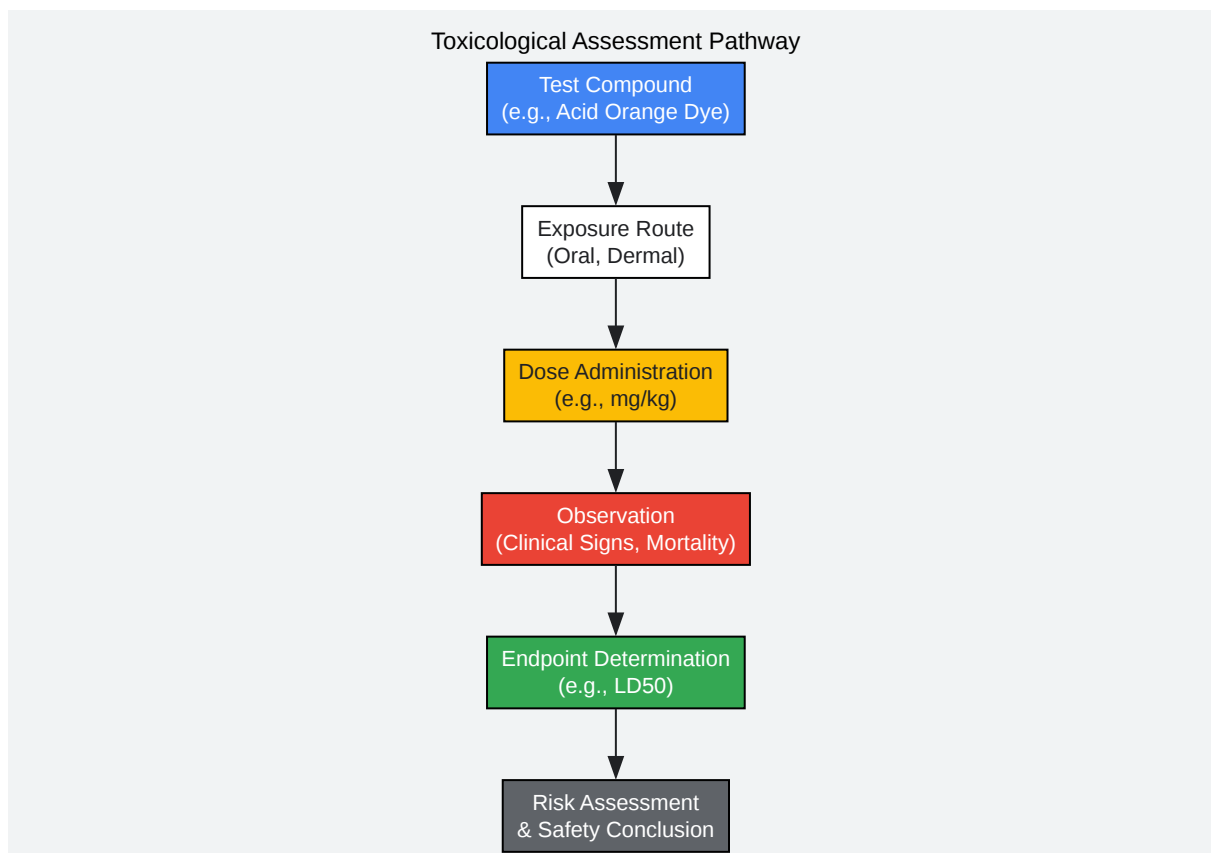 Toxicological Assessment Pathway
Test Compound
(e.g., Acid Orange Dye)
Exposure Route
(Oral, Dermal)
Dose Administration
(e.g., mg/kg)
Observation
(Clinical Signs, Mortality)
Endpoint Determination
(e.g., LD50)
Risk Assessment
& Safety Conclusion